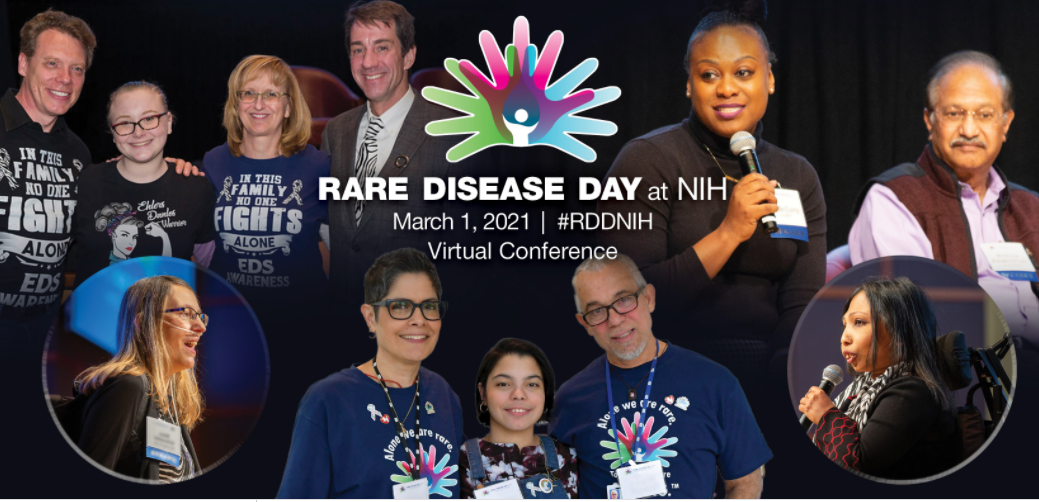 RARE DISEASE DAY at NIH
March 1, 2021 | #RDDNIH
Virtual Conference
IN THIS
FAMILY
NO ONE
FIGHT
ALONE
EDS
WARENE
Ehlers
Danlos
Warrior
IN THIS
FAMILY
NO ONE
FIGHTS
ALONE
EDS
AWARENESS
Alone we are rare.
Alone we are rare.